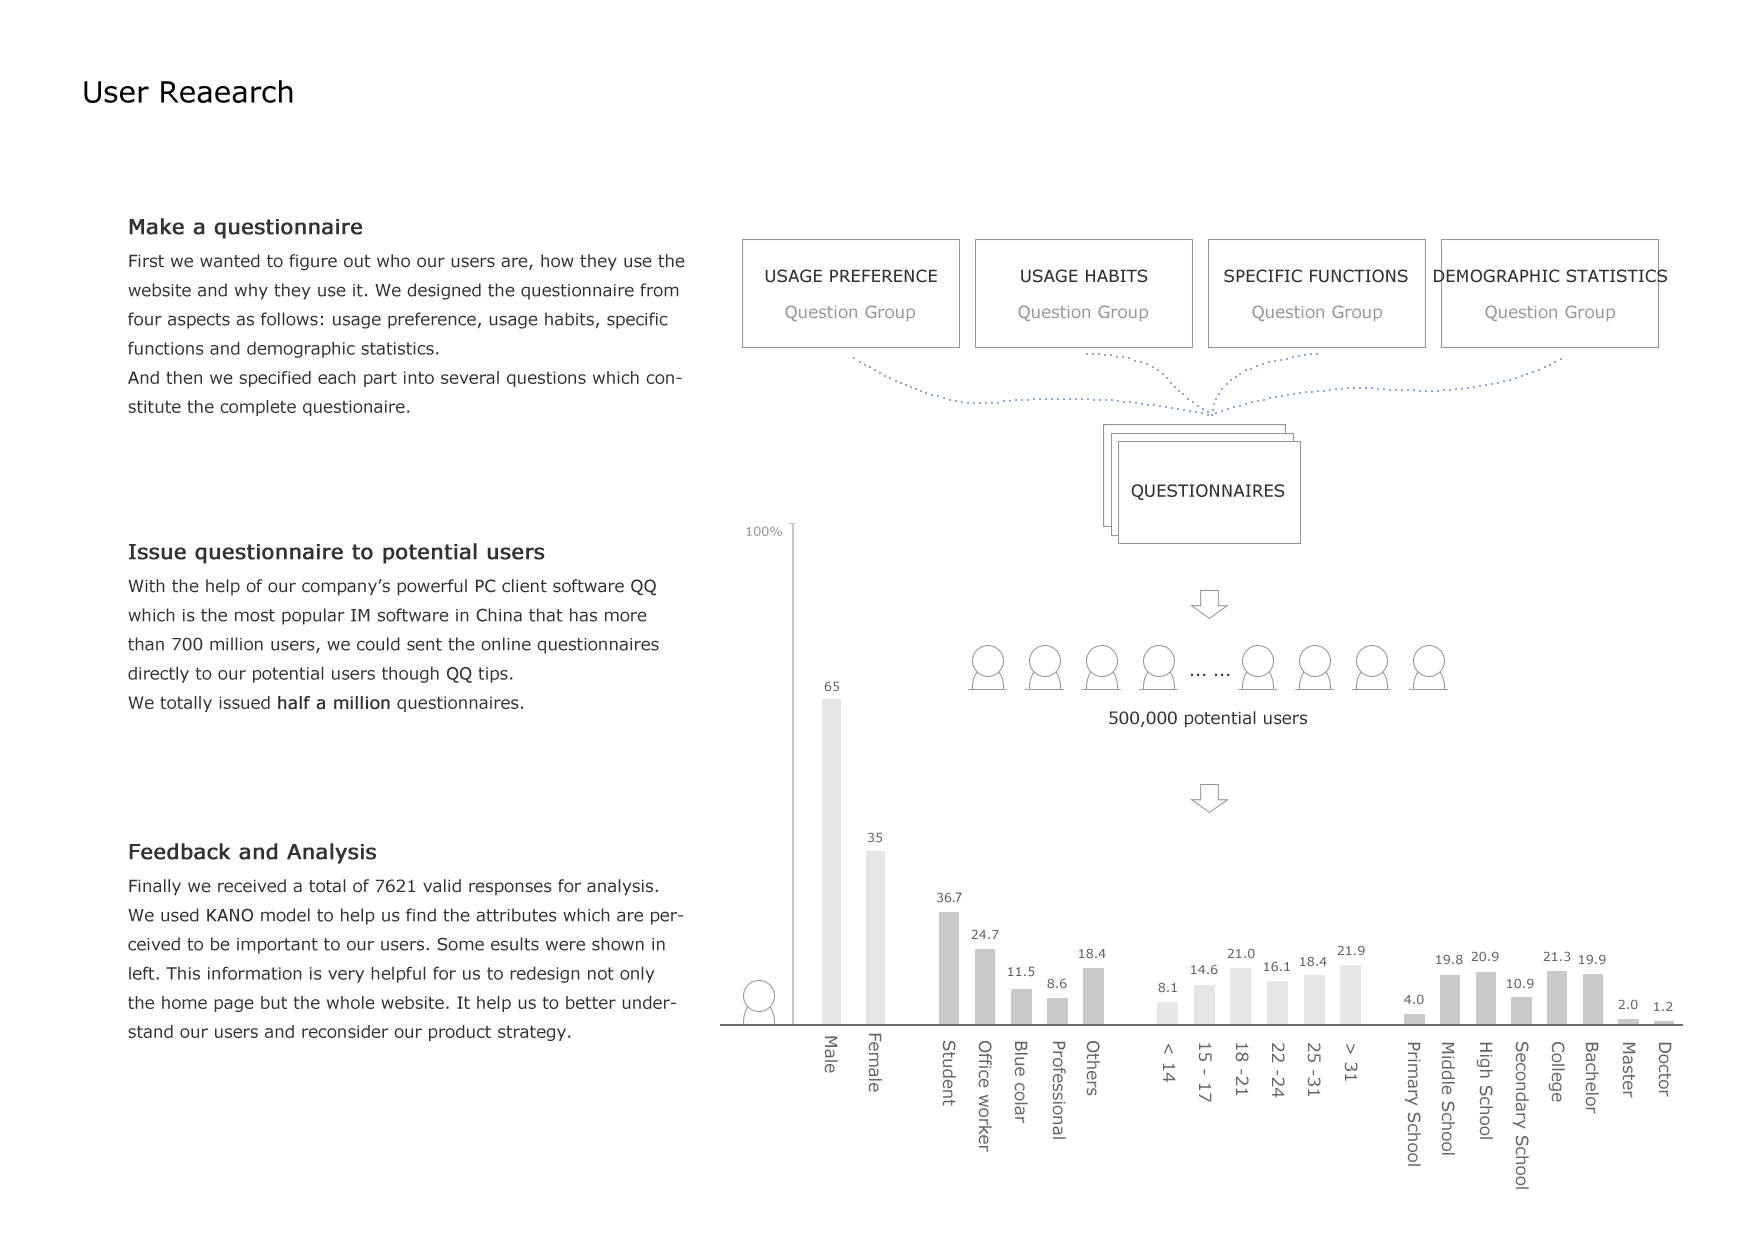 User Reaearch
Make a questionnaire
First we wanted to figure out who our users are, how they use the
website and why they use it. We designed the questionnaire from
four aspects as follows: usage preference, usage habits, specific
functions and demographic statistics.
And then we specified each part into several questions which con-
stitute the complete questionaire.
Issue questionnaire to potential users
With the help of our company’s powerful PC client software QQ
which is the most popular IM software in China that has more
than 700 million users, we could sent the online questionnaires
directly to our potential users though QQ tips.
We totally issued half a million questionnaires.
Feedback and Analysis
Finally we received a total of 7621 valid responses for analysis.
We used KANO model to help us find the attributes which are per-
ceived to be important to our users. Some esults were shown in
left. This information is very helpful for us to redesign not only
the home page but the whole website. It help us to better under-
stand our users and reconsider our product strategy.
USAGE PREFERENCE
Question Group
USAGE HABITS
Question Group
SPECIFIC FUNCTIONS
Question Group
DEMOGRAPHIC STATISTICS
Question Group
QUESTIONNAIRES
... ...
500,000 potential users
100%
65
35
36.7
24.7
11.5
8.6
18.4
8.1
14.6
21.0
16.1
18.4
21.9
4.0
19.8
20.9
10.9
21.3
19.9
2.0
1.2
Male
Female
Student
Office worker
Blue colar
Professional
Others
< 14
15 - 17
18 -21
22 -24
25 -31
> 31
Primary School
Middle School
High School
Secondary School
College
Bachelor
Master
Doctor